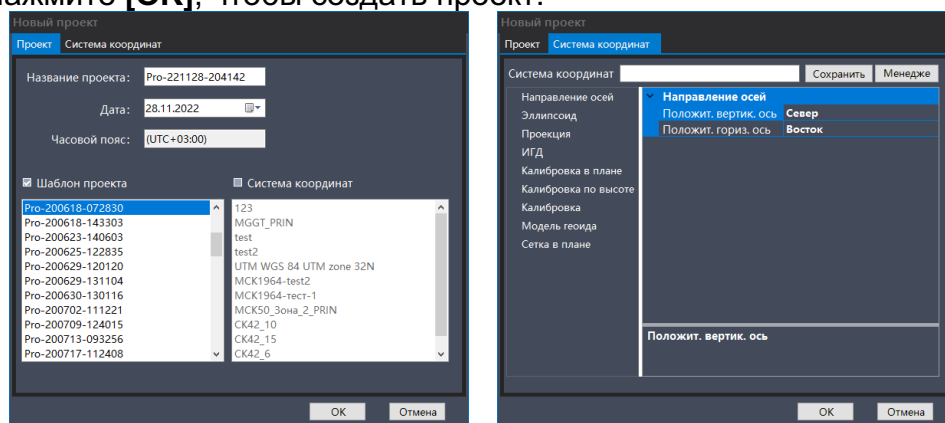 нажмите [OK], чтобы создать проект.
Новый проект
Проект Система координат
Название проекта: Pro-221128-204142
Дата: 28.11.2022
Часовой пояс: (UTC+03:00)
Шаблон проекта
Pro-200618-072830
Pro-200618-143303
Pro-200623-140603
Pro-200625-122835
Pro-200629-120120
Pro-200629-131104
Pro-200630-130116
Pro-200702-111221
Pro-200709-124015
Pro-200713-093256
Pro-200717-112408
Система координат
123
MGGT_PRIN
test
test2
UTM WGS 84 UTM zone 32N
МСК1964-test2
МСК1964-тест-1
МСК50_Зона_2_PRIN
СК42_10
СК42_15
СК42_6
OK Отмена
Новый проект
Проект Система координат
Система координат Сохранить Менедже
Направление осей
Эллипсоид
Проекция
ИГД
Калибровка в плане
Калибровка по высоте
Калибровка
Модель геоида
Сетка в плане
Направление осей
Положит. вертик. ось Север
Положит. гориз. ось Восток
Положит. вертик. ось
OK Отмена